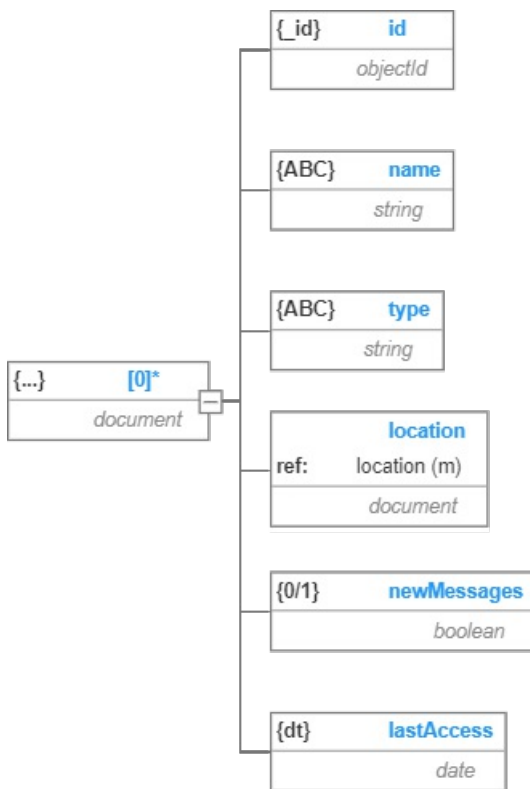 {_id} id
objectId
{ABC} name
string
{ABC} type
string
{...} [0]*
document
location
ref: location (m)
document
{0/1} newMessages
boolean
{dt} lastAccess
date